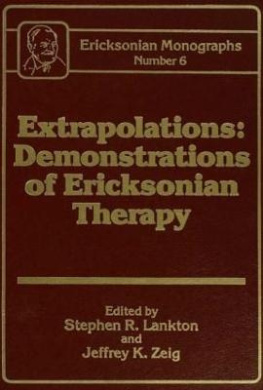 Ericksonian Monographs
Number 6
Extrapolations:
Demonstrations
of Ericksonian
Therapy
Edited by
Stephen R. Lankton
and
Jeffrey K. Zeig